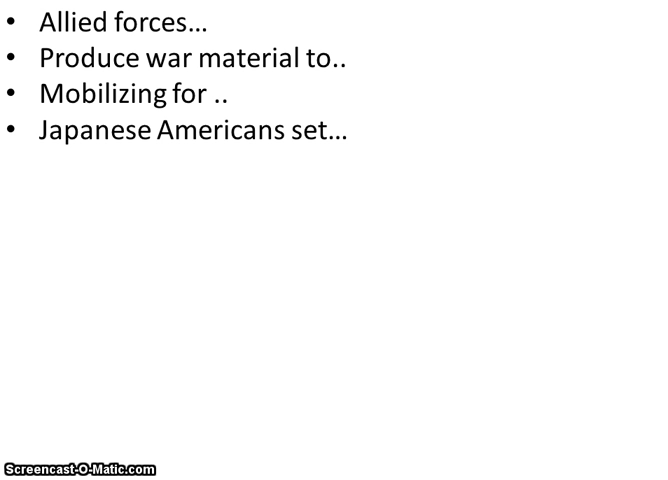 • Allied forces…
• Produce war material to..
• Mobilizing for ..
• Japanese Americans set…
Screencast-O-Matic.com